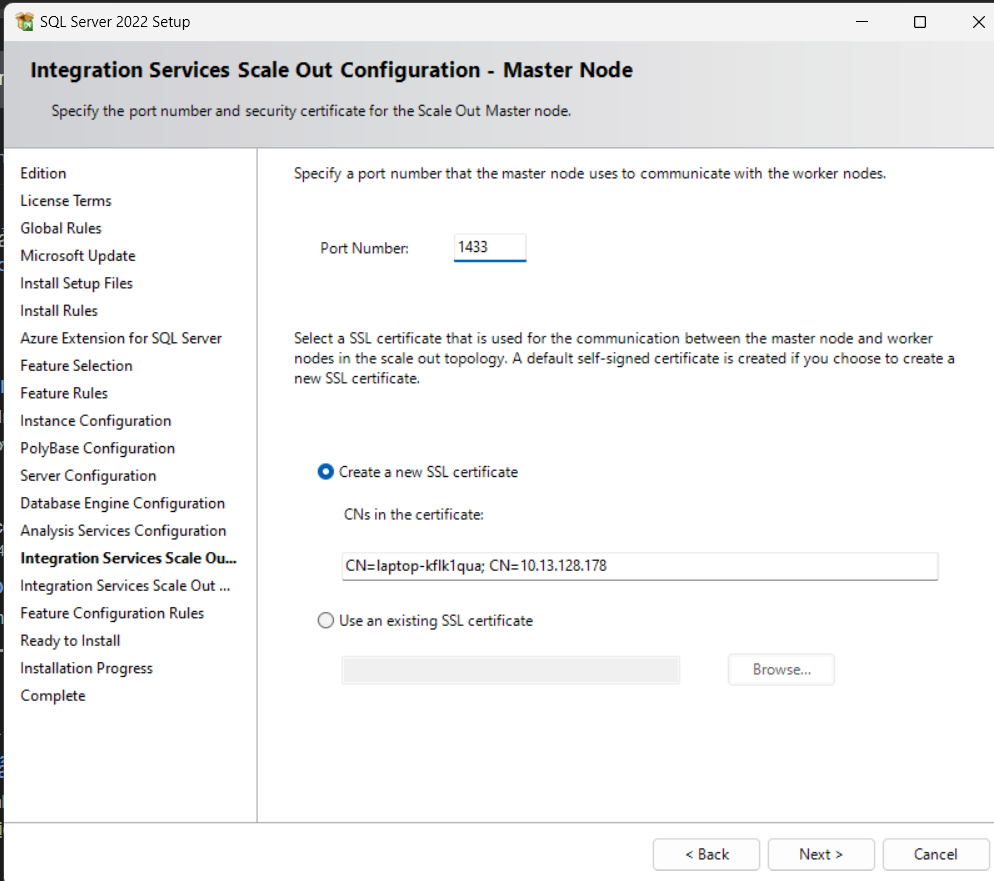 SQL Server 2022 Setup
Integration Services Scale Out Configuration - Master Node
Specify the port number and security certificate for the Scale Out Master node.
Edition
License Terms
Global Rules
Microsoft Update
Install Setup Files
Install Rules
Azure Extension for SQL Server
Feature Selection
Feature Rules
Instance Configuration
PolyBase Configuration
Server Configuration
Database Engine Configuration
Analysis Services Configuration
Integration Services Scale Ou...
Integration Services Scale Out ...
Feature Configuration Rules
Ready to Install
Installation Progress
Complete
Specify a port number that the master node uses to communicate with the worker nodes.
Port Number: 1433
Select a SSL certificate that is used for the communication between the master node and worker
nodes in the scale out topology. A default self-signed certificate is created if you choose to create a
new SSL certificate.
Create a new SSL certificate
CNs in the certificate:
CN=laptop-kflk1qua; CN=10.13.128.178
Use an existing SSL certificate
Browse...
< Back
Next >
Cancel